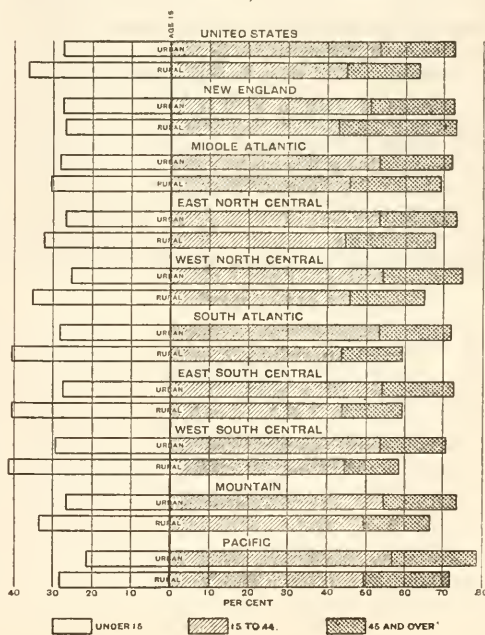 AGE 15
UNITED STATES
URBAN
RURAL
NEW ENGLAND
URBAN
RURAL
MIDDLE ATLANTIC
URBAN
RURAL
EAST NORTH CENTRAL
URBAN
RURAL
WEST NORTH CENTRAL
URBAN
RURAL
SOUTH ATLANTIC
URBAN
RURAL
EAST SOUTH CENTRAL
URBAN
RURAL
WEST SOUTH CENTRAL
URBAN
RURAL
MOUNTAIN
URBAN
RURAL
PACIFIC
URBAN
RURAL
40 30 20 10 0 10 20 30 40 50 60 70 80
PER CENT
UNDER 15 15 TO 44. 45 AND OVER